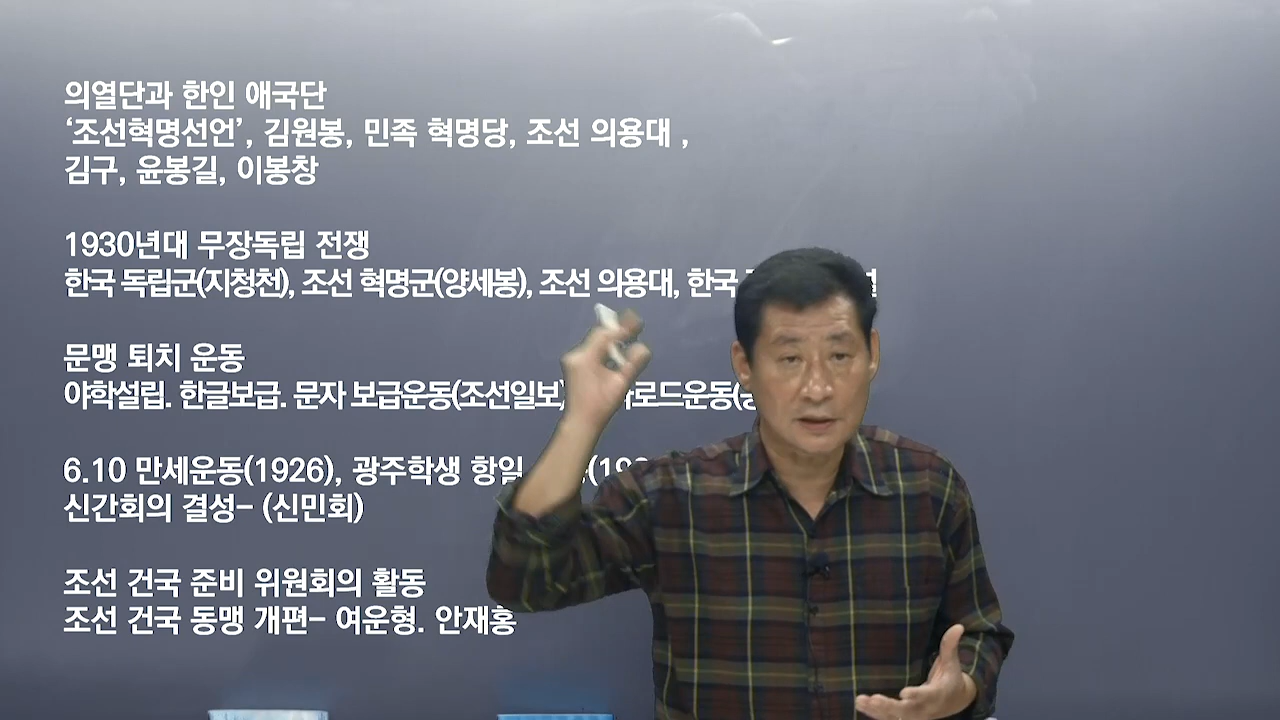 의열단과 한인 애국단
‘조선혁명선언’, 김원봉, 민족 혁명당, 조선 의용대 ,
김구, 윤봉길, 이봉창
1930년대 무장독립 전쟁
한국 독립군(지청천), 조선 혁명군(양세봉), 조선 의용대, 한국
문맹 퇴치 운동
야학설립. 한글보급. 문자 보급운동(조선일보)
6.10 만세운동(1926), 광주학생 항일
신간회의 결성- (신민회)
조선 건국 준비 위원회의 활동
조선 건국 동맹 개편- 여운형. 안재홍